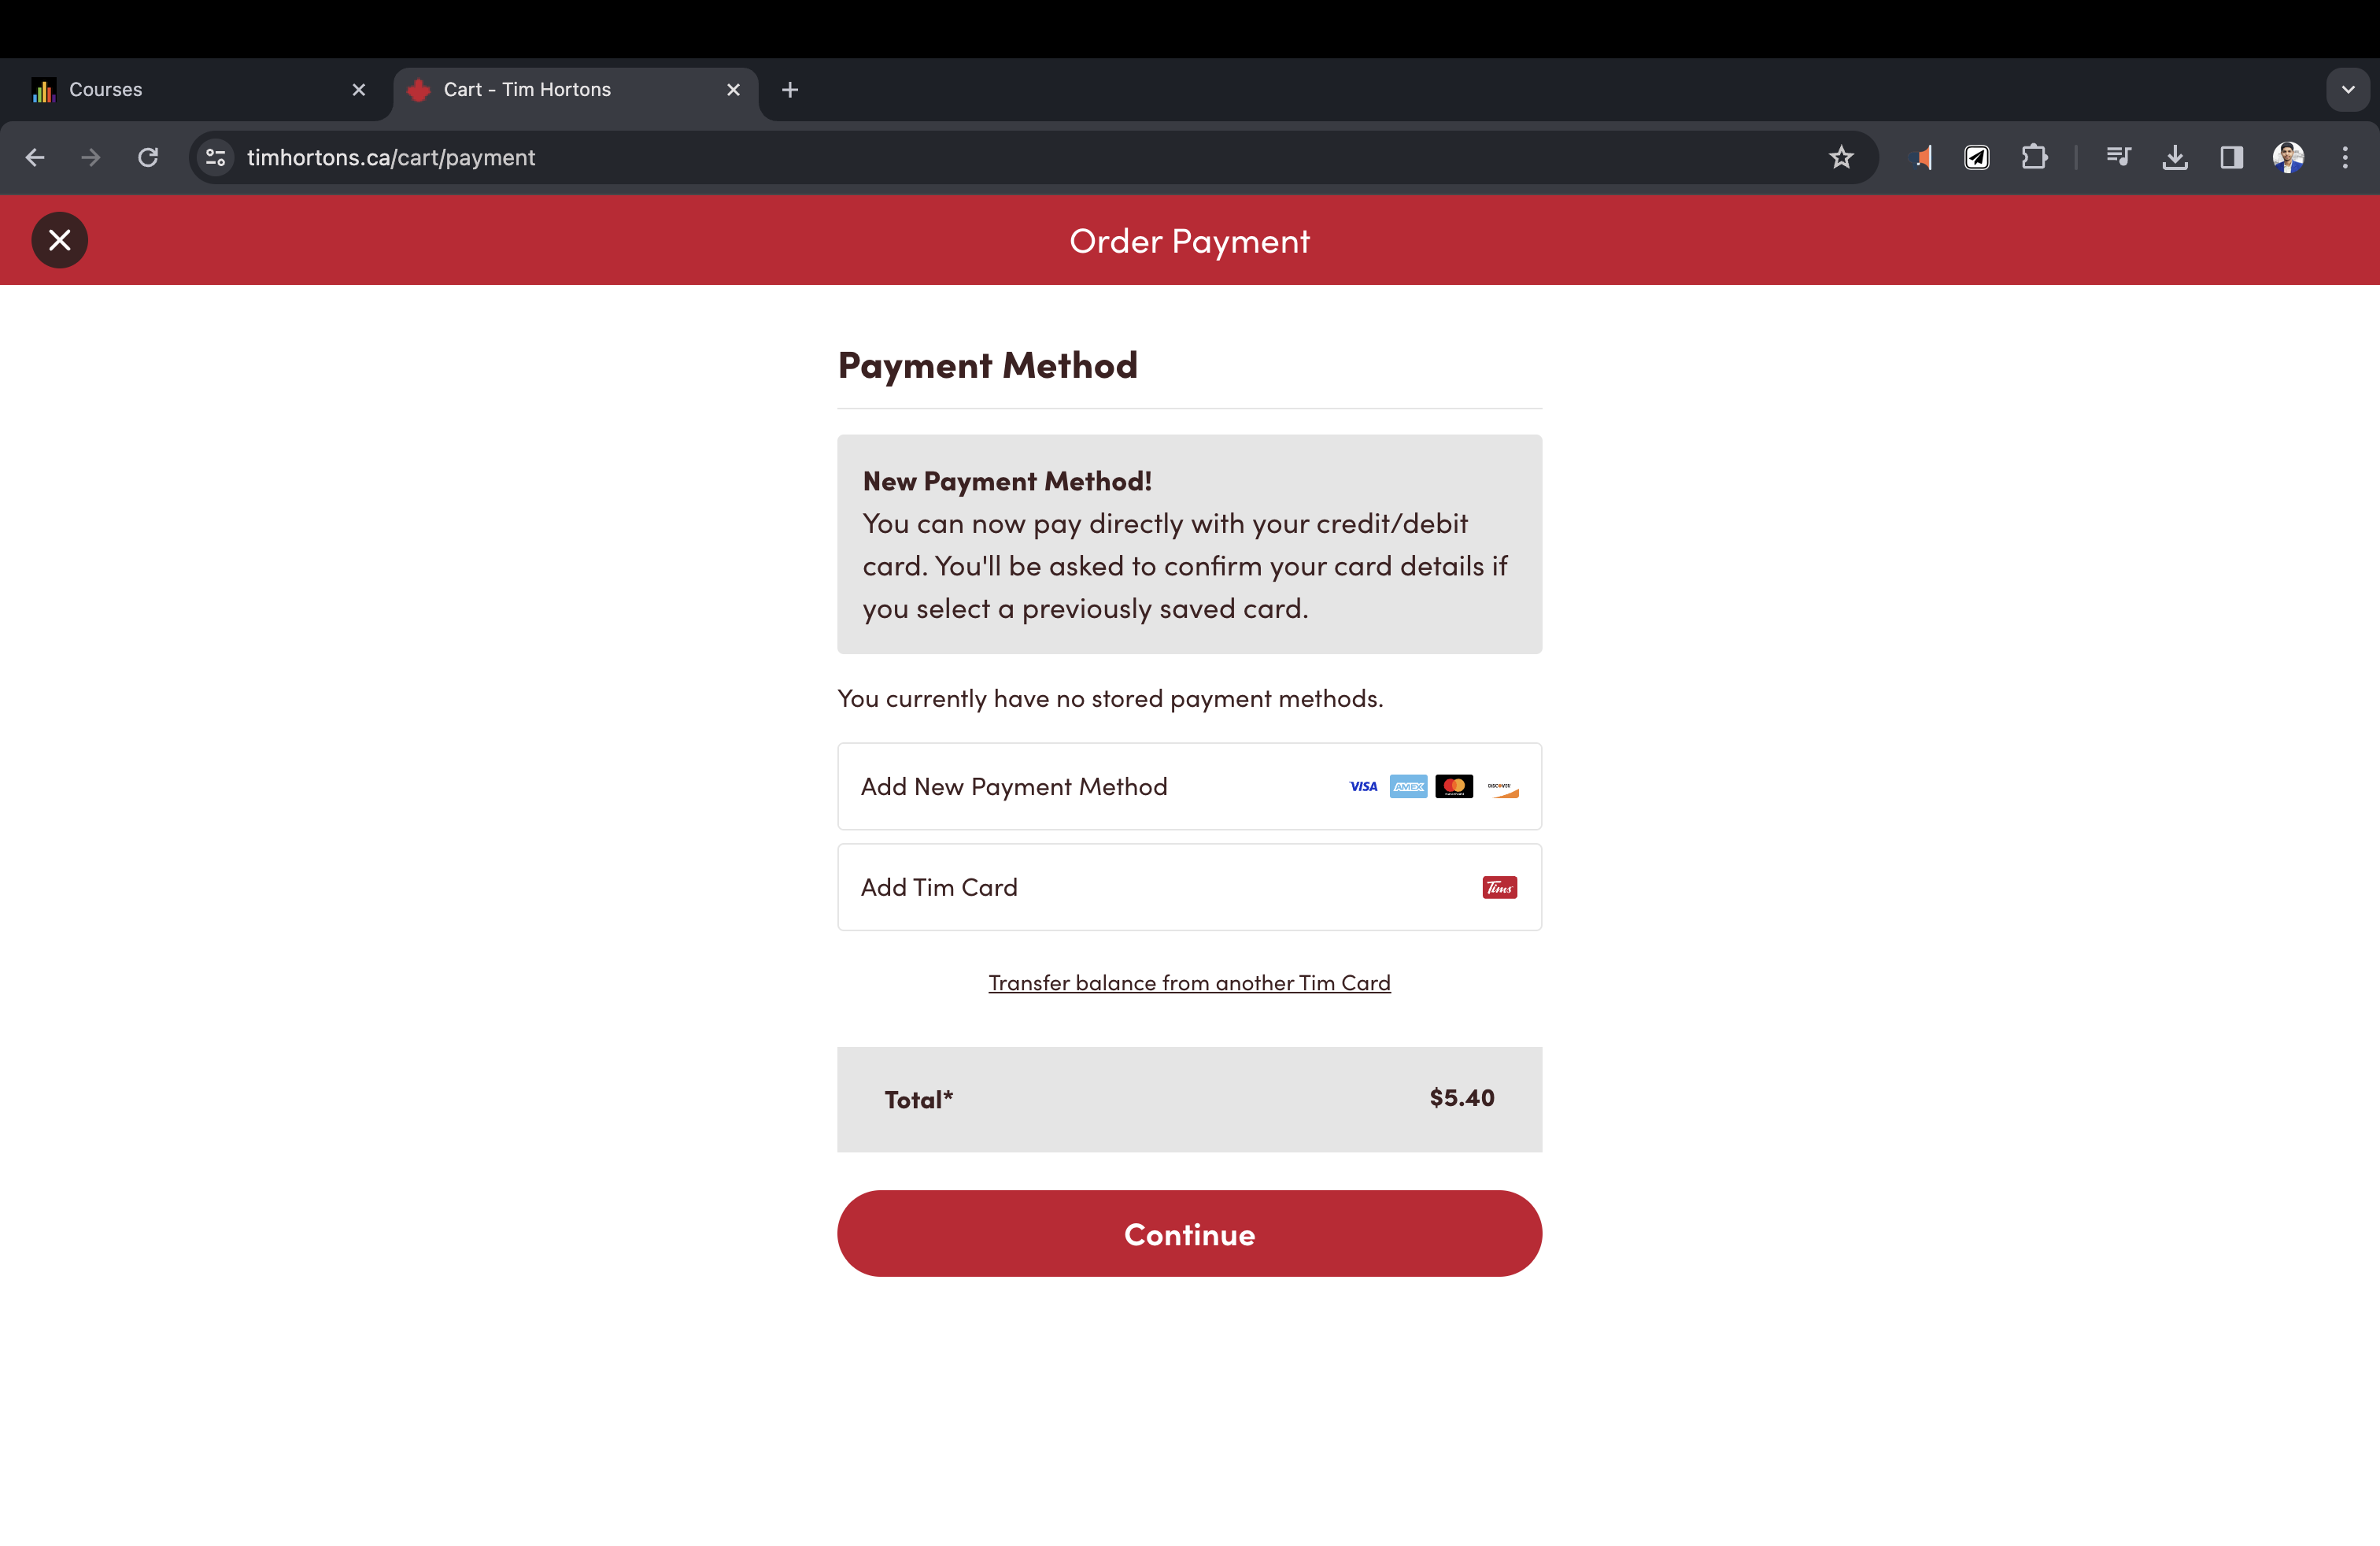 Courses
Cart - Tim Hortons
timhortons.ca/cart/payment
Order Payment
Payment Method
New Payment Method!
You can now pay directly with your credit/debit
card. You'll be asked to confirm your card details if
you select a previously saved card.
You currently have no stored payment methods.
Add New Payment Method
VISA AMEX DISCOVER
Add Tim Card
Tims
Transfer balance from another Tim Card
Total* $5.40
Continue